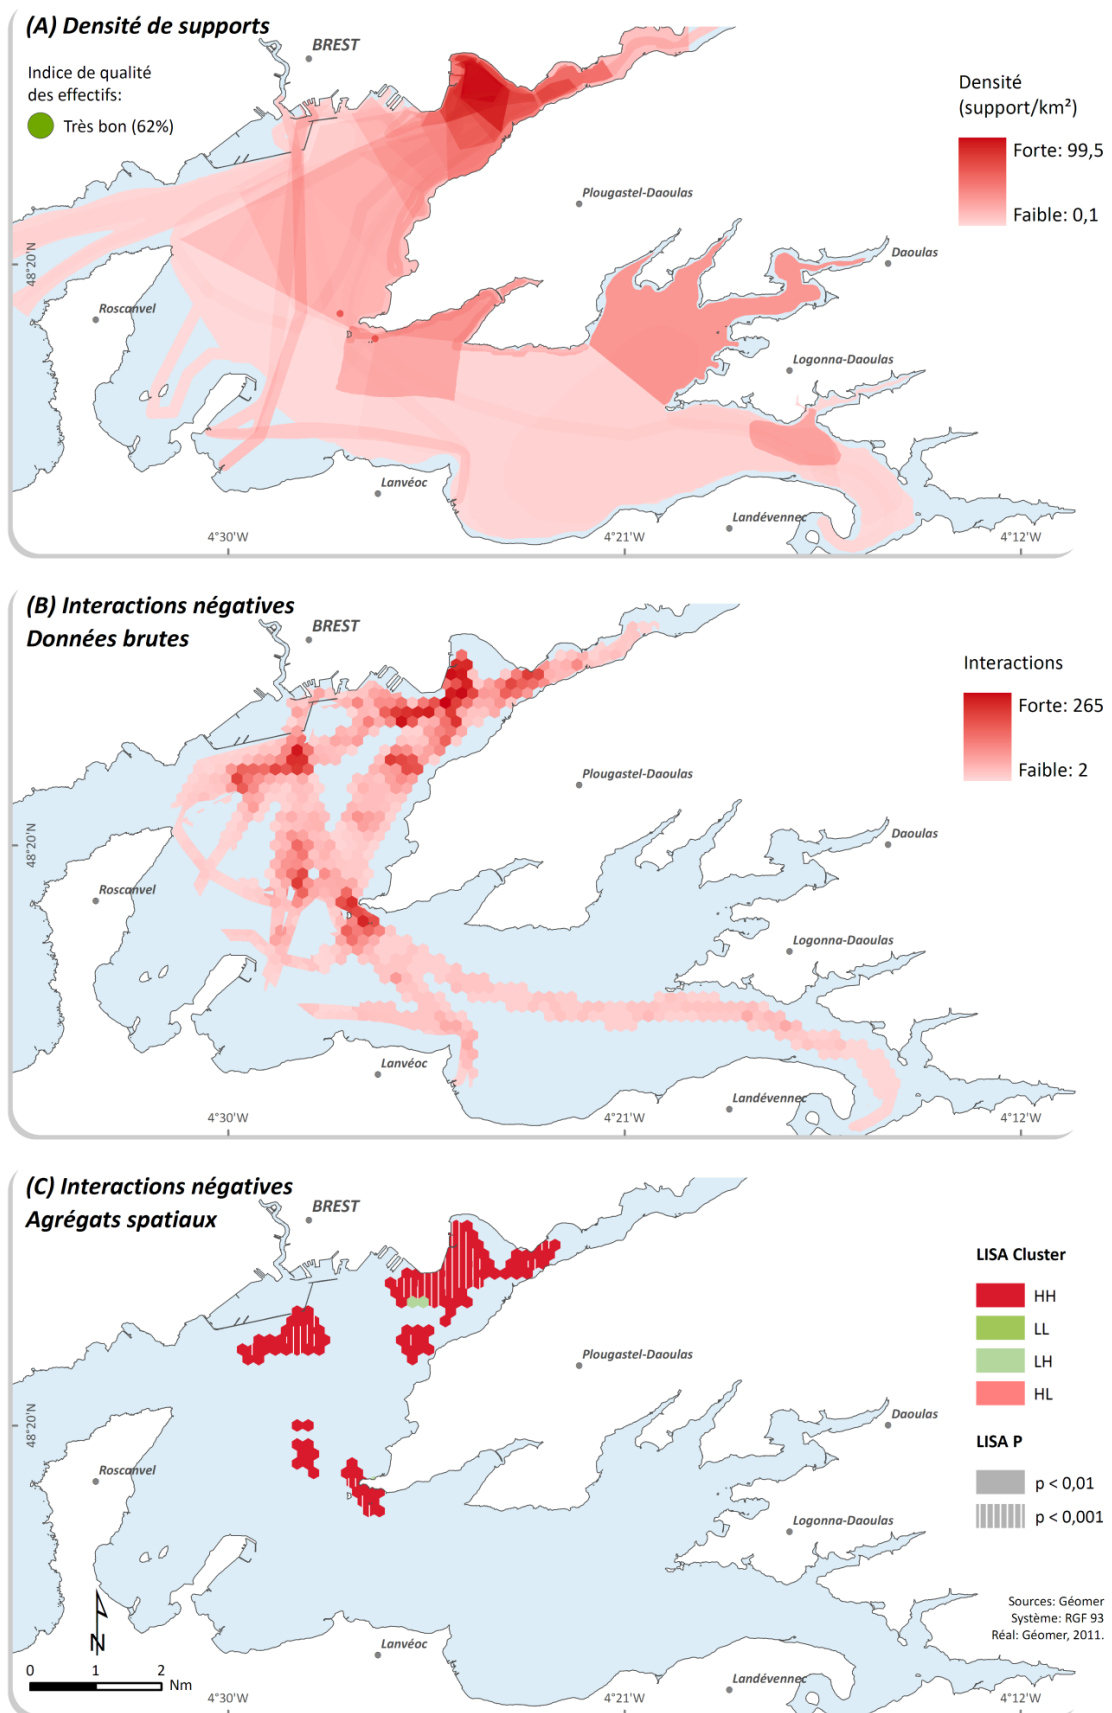 (A) Densité de supports
BREST
Indice de qualité
des effectifs:
Très bon (62%)
Densité
(support/km²)
Forte: 99,5
Faible: 0,1
Plougastel-Daoulas
Daoulas
48°20'N
Roscanvel
Logonna-Daoulas
Lanvéoc
Landévennec
4°30'W
4°21'W
4°12'W
(B) Interactions négatives
Données brutes
BREST
Interactions
Forte: 265
Faible: 2
Plougastel-Daoulas
Daoulas
48°20'N
Roscanvel
Logonna-Daoulas
Lanvéoc
Landévennec
4°30'W
4°21'W
4°12'W
(C) Interactions négatives
Agrégats spatiaux
BREST
LISA Cluster
HH
LL
LH
HL
Plougastel-Daoulas
Daoulas
48°20'N
LISA P
p < 0,01
p < 0,001
Roscanvel
Logonna-Daoulas
Sources: Géomer
Système: RGF 93
Réal: Géomer, 2011.
N
Lanvéoc
0 1 2 Nm
Landévennec
4°30'W
4°21'W
4°12'W